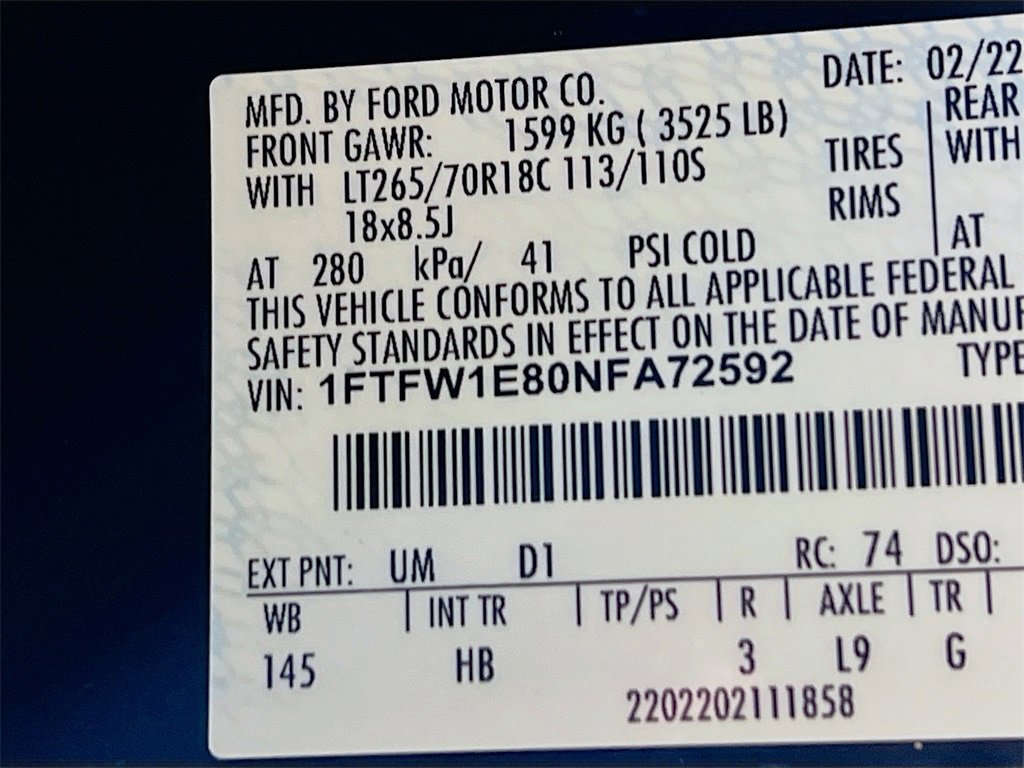 DATE: 02/22
MFD. BY FORD MOTOR CO.
FRONT GAWR: 1599 KG ( 3525 LB) REAR
WITH LT265/70R18C 113/110S TIRES WITH
18x8.5J RIMS
AT 280 kPa/ 41 PSI COLD AT
THIS VEHICLE CONFORMS TO ALL APPLICABLE FEDERAL
SAFETY STANDARDS IN EFFECT ON THE DATE OF MANUF
VIN: 1FTFW1E80NFA72592 TYPE
EXT PNT: UM D1 RC: 74 DSO:
WB | INT TR | TP/PS | R | AXLE | TR |
145 HB 3 L9 G
2202202111858